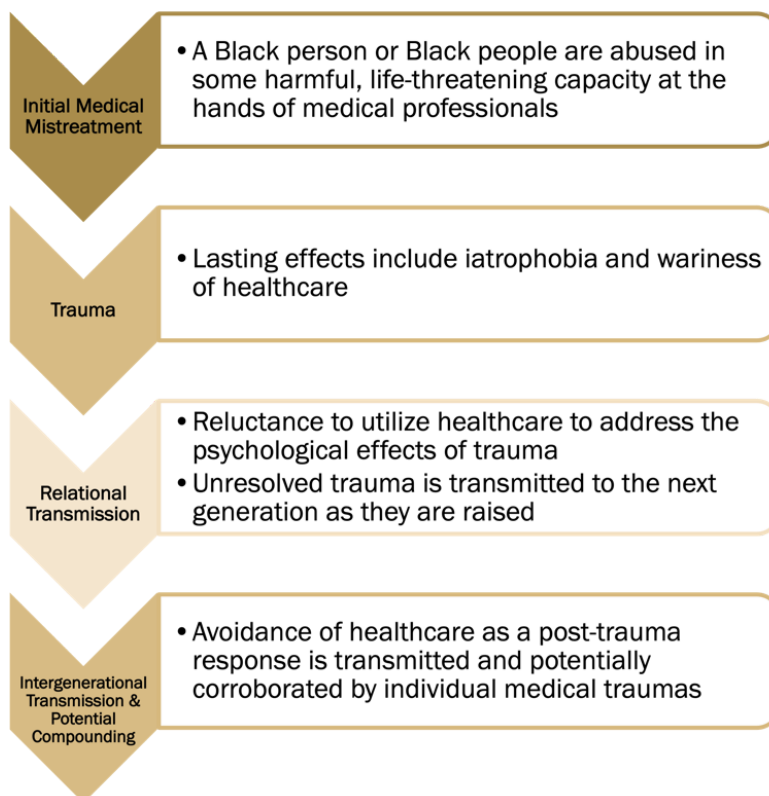 Initial Medical
Mistreatment
• A Black person or Black people are abused in
some harmful, life-threatening capacity at the
hands of medical professionals
Trauma
• Lasting effects include iatrophobia and wariness
of healthcare
Relational
Transmission
• Reluctance to utilize healthcare to address the
psychological effects of trauma
• Unresolved trauma is transmitted to the next
generation as they are raised
Intergenerational
Transmission &
Potential
Compounding
• Avoidance of healthcare as a post-trauma
response is transmitted and potentially
corroborated by individual medical traumas